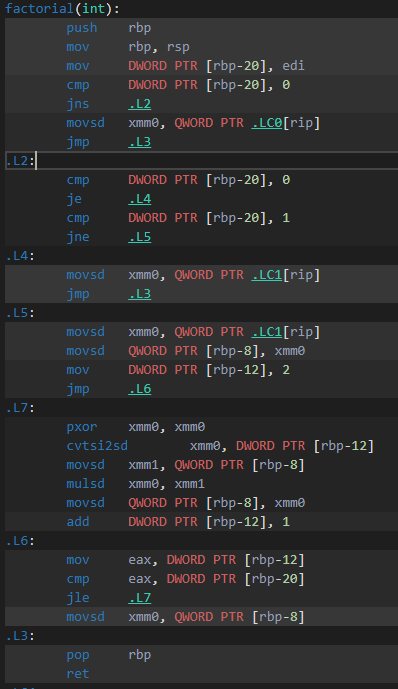 factorial(int):
push rbp
mov rbp, rsp
mov DWORD PTR [rbp-20], edi
cmp DWORD PTR [rbp-20], 0
jns .L2
movsd xmm0, QWORD PTR .LC0[rip]
jmp .L3
.L2:
cmp DWORD PTR [rbp-20], 0
je .L4
cmp DWORD PTR [rbp-20], 1
jne .L5
.L4:
movsd xmm0, QWORD PTR .LC1[rip]
jmp .L3
.L5:
movsd xmm0, QWORD PTR .LC1[rip]
movsd QWORD PTR [rbp-8], xmm0
mov DWORD PTR [rbp-12], 2
jmp .L6
.L7:
pxor xmm0, xmm0
cvtsi2sd xmm0, DWORD PTR [rbp-12]
movsd xmm1, QWORD PTR [rbp-8]
mulsd xmm0, xmm1
movsd QWORD PTR [rbp-8], xmm0
add DWORD PTR [rbp-12], 1
.L6:
mov eax, DWORD PTR [rbp-12]
cmp eax, DWORD PTR [rbp-20]
jle .L7
movsd xmm0, QWORD PTR [rbp-8]
.L3:
pop rbp
ret